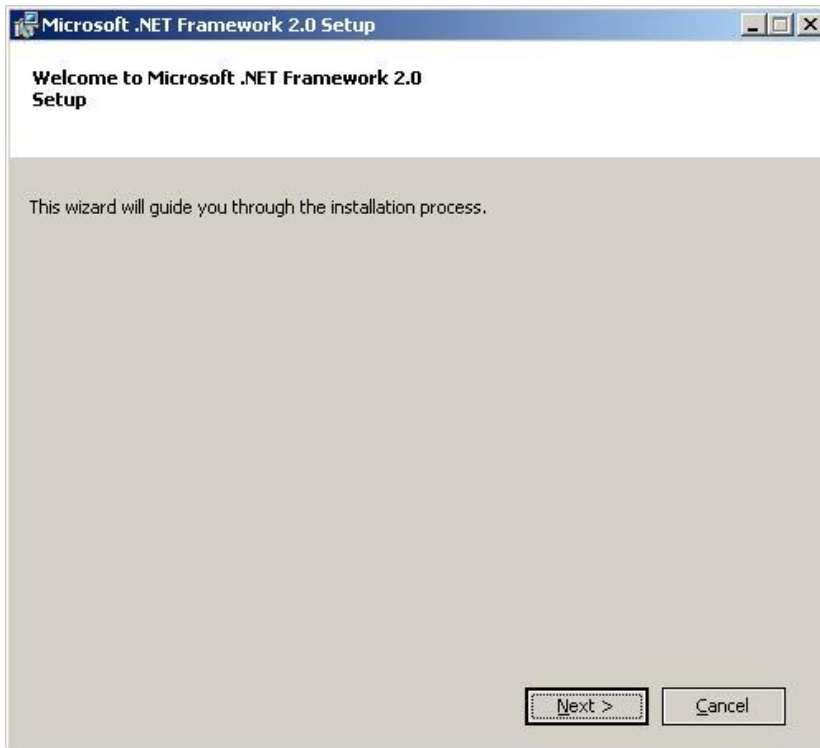 Microsoft .NET Framework 2.0 Setup
Welcome to Microsoft .NET Framework 2.0
Setup
This wizard will guide you through the installation process.
Next >
Cancel